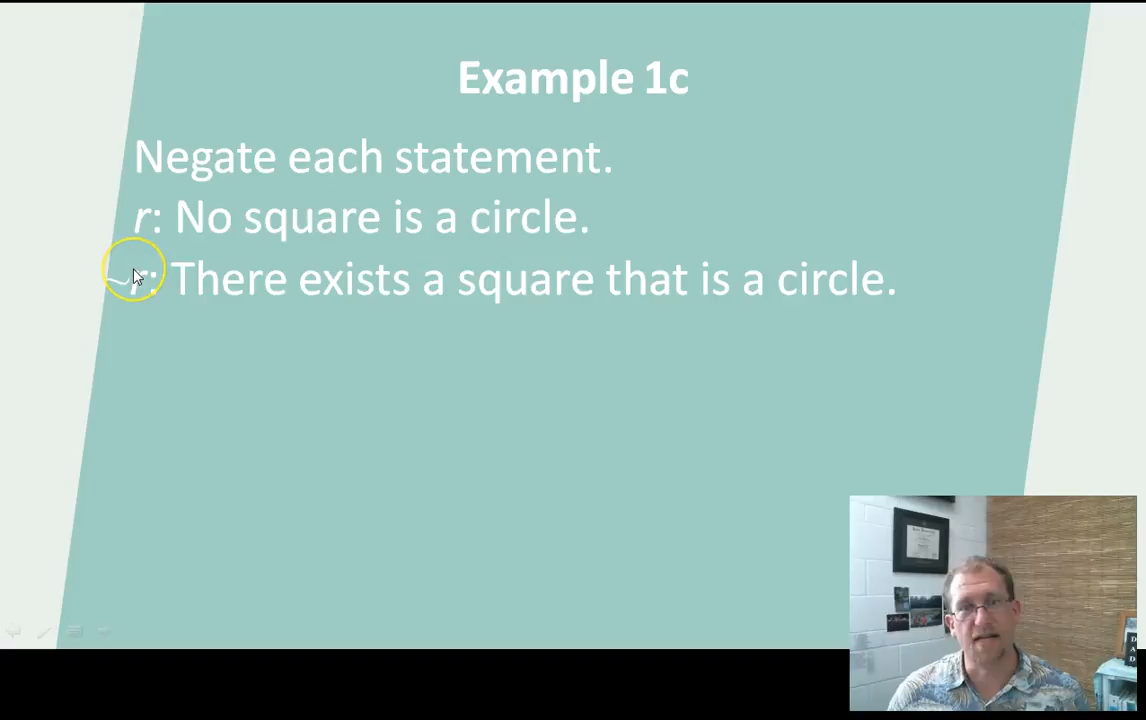 Example 1c
Negate each statement.
r: No square is a circle.
~r: There exists a square that is a circle.
D
A
D